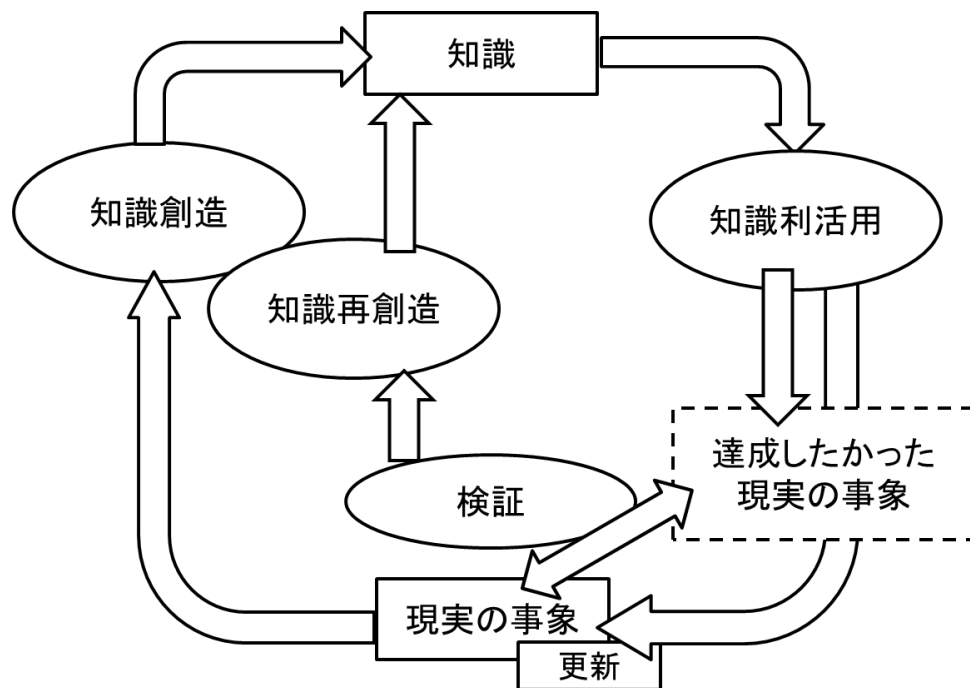 知識
知識創造
知識利活用
知識再創造
達成したかった
現実の事象
検証
現実の事象
更新